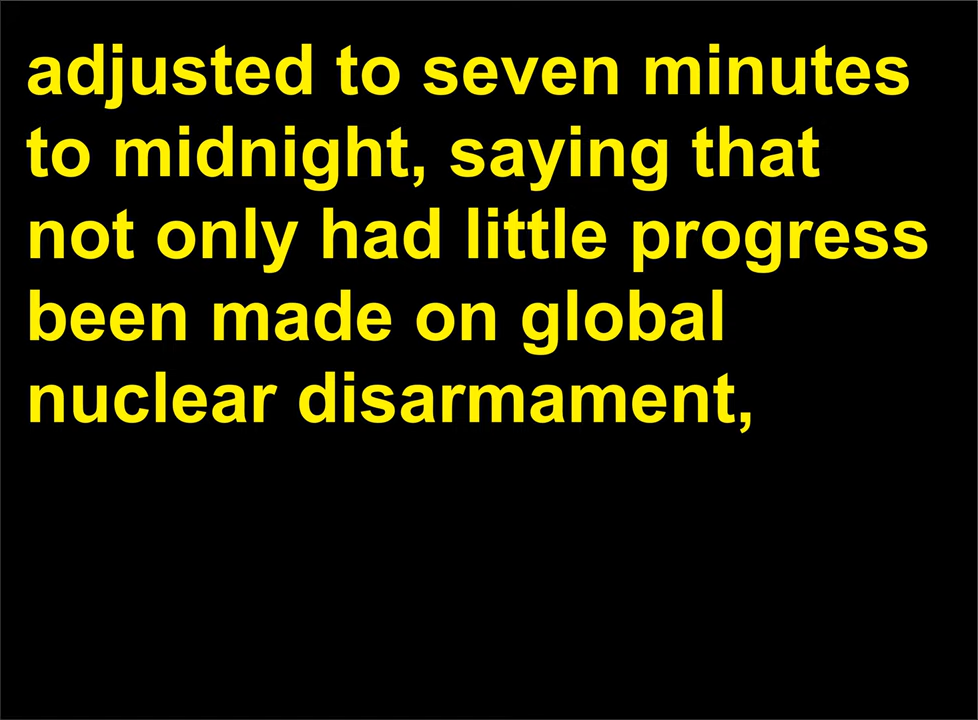 adjusted to seven minutes
to midnight, saying that
not only had little progress
been made on global
nuclear disarmament,